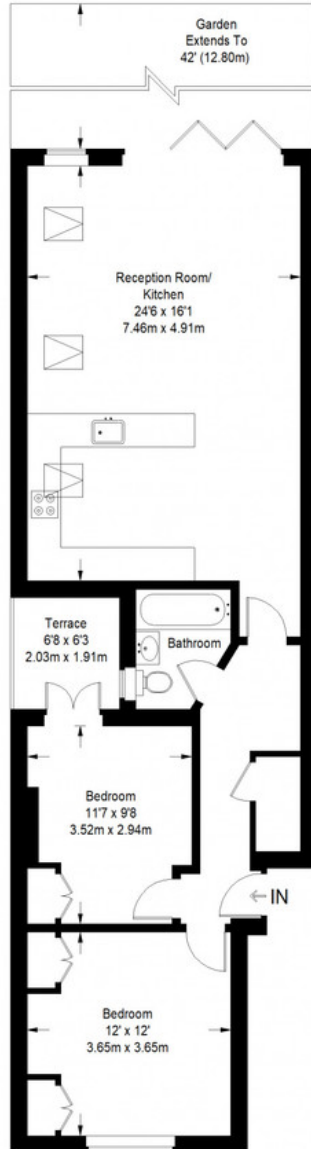 Garden
Extends To
42' (12.80m)
Reception Room/
Kitchen
24'6 x 16'1
7.46m x 4.91m
Terrace
6'8 x 6'3
2.03m x 1.91m
Bathroom
Bedroom
11'7 x 9'8
3.52m x 2.94m
IN
Bedroom
12' x 12'
3.65m x 3.65m